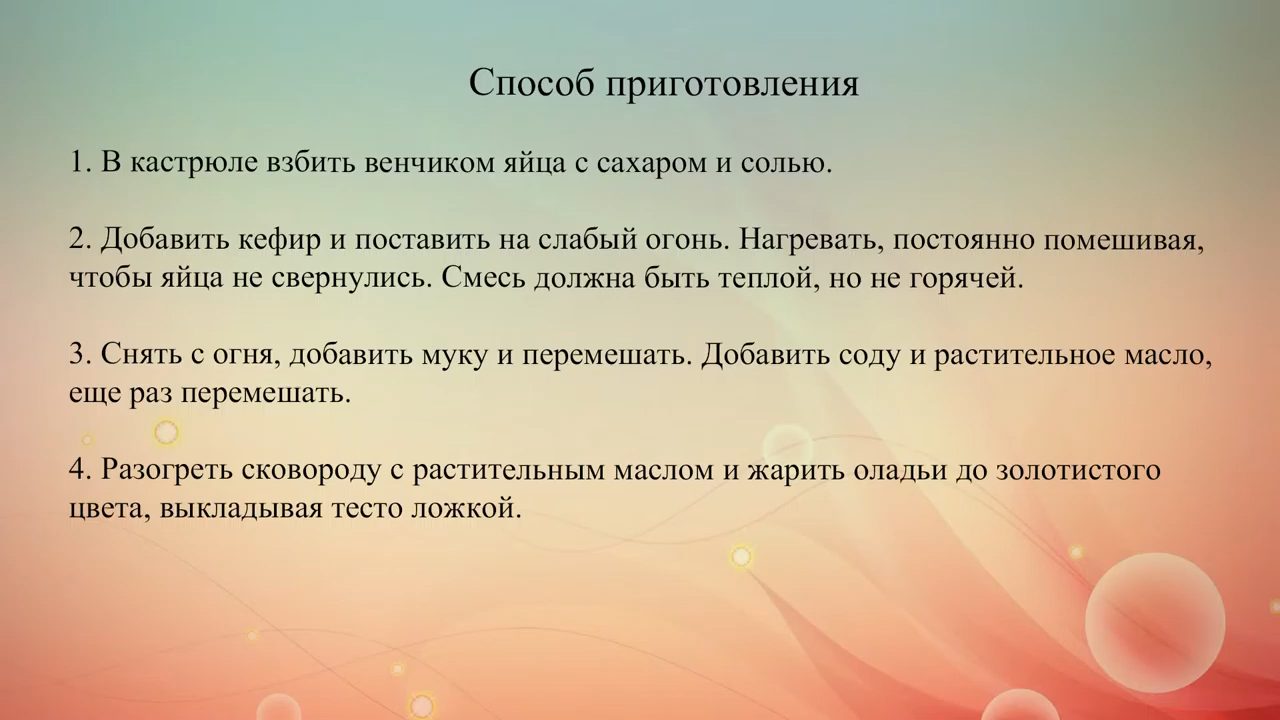 Способ приготовления
1. В кастрюле взбить венчиком яйца с сахаром и солью.
2. Добавить кефир и поставить на слабый огонь. Нагревать, постоянно помешивая,
чтобы яйца не свернулись. Смесь должна быть теплой, но не горячей.
3. Снять с огня, добавить муку и перемешать. Добавить соду и растительное масло,
еще раз перемешать.
4. Разогреть сковороду с растительным маслом и жарить оладьи до золотистого
цвета, выкладывая тесто ложкой.